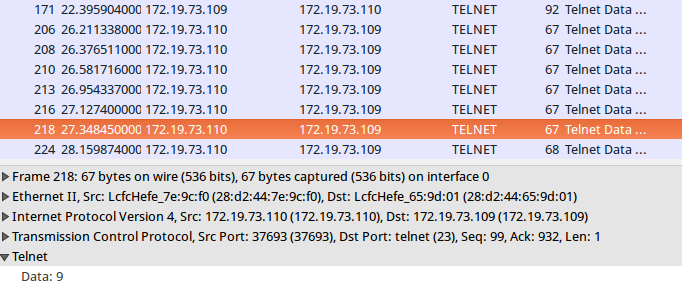 171 22.395904000 172.19.73.109 172.19.73.110 TELNET 92 Telnet Data ...
206 26.211338000 172.19.73.110 172.19.73.109 TELNET 67 Telnet Data ...
208 26.376511000 172.19.73.110 172.19.73.109 TELNET 67 Telnet Data ...
210 26.581716000 172.19.73.110 172.19.73.109 TELNET 67 Telnet Data ...
213 26.954337000 172.19.73.110 172.19.73.109 TELNET 67 Telnet Data ...
216 27.127400000 172.19.73.110 172.19.73.109 TELNET 67 Telnet Data ...
218 27.348450000 172.19.73.110 172.19.73.109 TELNET 67 Telnet Data ...
224 28.159874000 172.19.73.110 172.19.73.109 TELNET 68 Telnet Data ...
Frame 218: 67 bytes on wire (536 bits), 67 bytes captured (536 bits) on interface 0
Ethernet II, Src: LcfcHefe_7e:9c:f0 (28:d2:44:7e:9c:f0), Dst: LcfcHefe_65:9d:01 (28:d2:44:65:9d:01)
Internet Protocol Version 4, Src: 172.19.73.110 (172.19.73.110), Dst: 172.19.73.109 (172.19.73.109)
Transmission Control Protocol, Src Port: 37693 (37693), Dst Port: telnet (23), Seq: 99, Ack: 932, Len: 1
Telnet
Data: 9